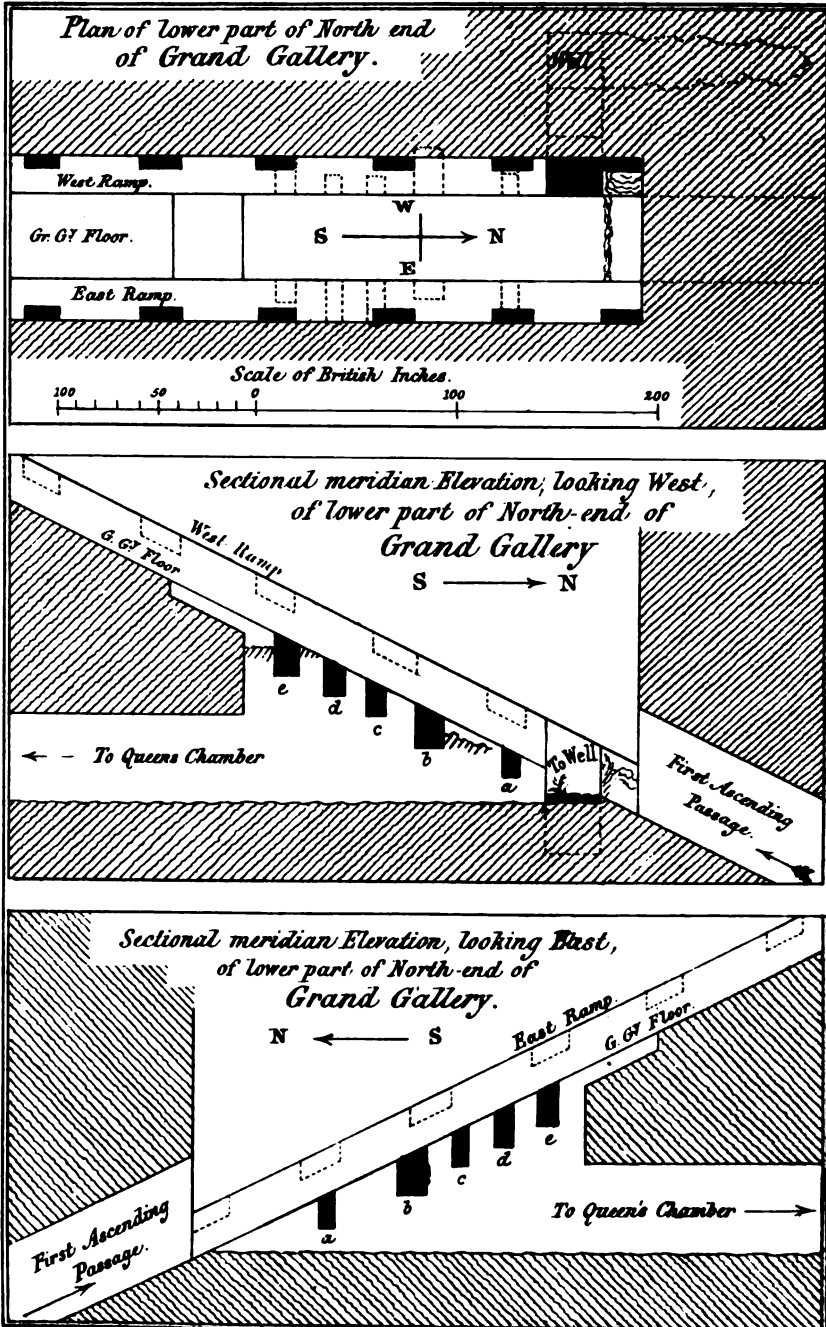 Plan of lower part of North end
of Grand Gallery.
Well
West Ramp.
W
Gr. Gy. Floor.
S N
E
East Ramp.
Scale of British Inches.
100 50 0 100 200
Sectional meridian Elevation, looking West,
of lower part of North-end of
Grand Gallery
S N
West Ramp
G. Gy. Floor
e
d
c
b
a
To Well
To Queens Chamber
First Ascending
Passage.
Sectional meridian Elevation, looking East,
of lower part of North-end of
Grand Gallery.
N S
East Ramp.
G. Gy. Floor.
e
d
c
b
a
To Queen's Chamber
First Ascending
Passage.